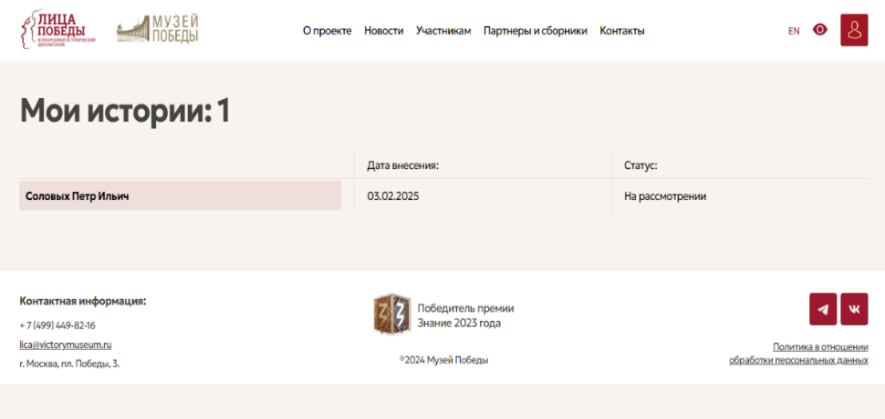 ЛИЦА
ПОБЕДЫ
МУЗЕЙ
ПОБЕДЫ
О проекте Новости Участникам Партнеры и сборники Контакты
EN
Мои истории: 1
Дата внесения: Статус:
Соловых Петр Ильич 03.02.2025 На рассмотрении
Контактная информация:
+ 7 (499) 449-82-16
lica@victorymuseum.ru
г. Москва, пл. Победы, 3.
Победитель премии
Знание 2023 года
©2024 Музей Победы
Политика в отношении
обработки персональных данных